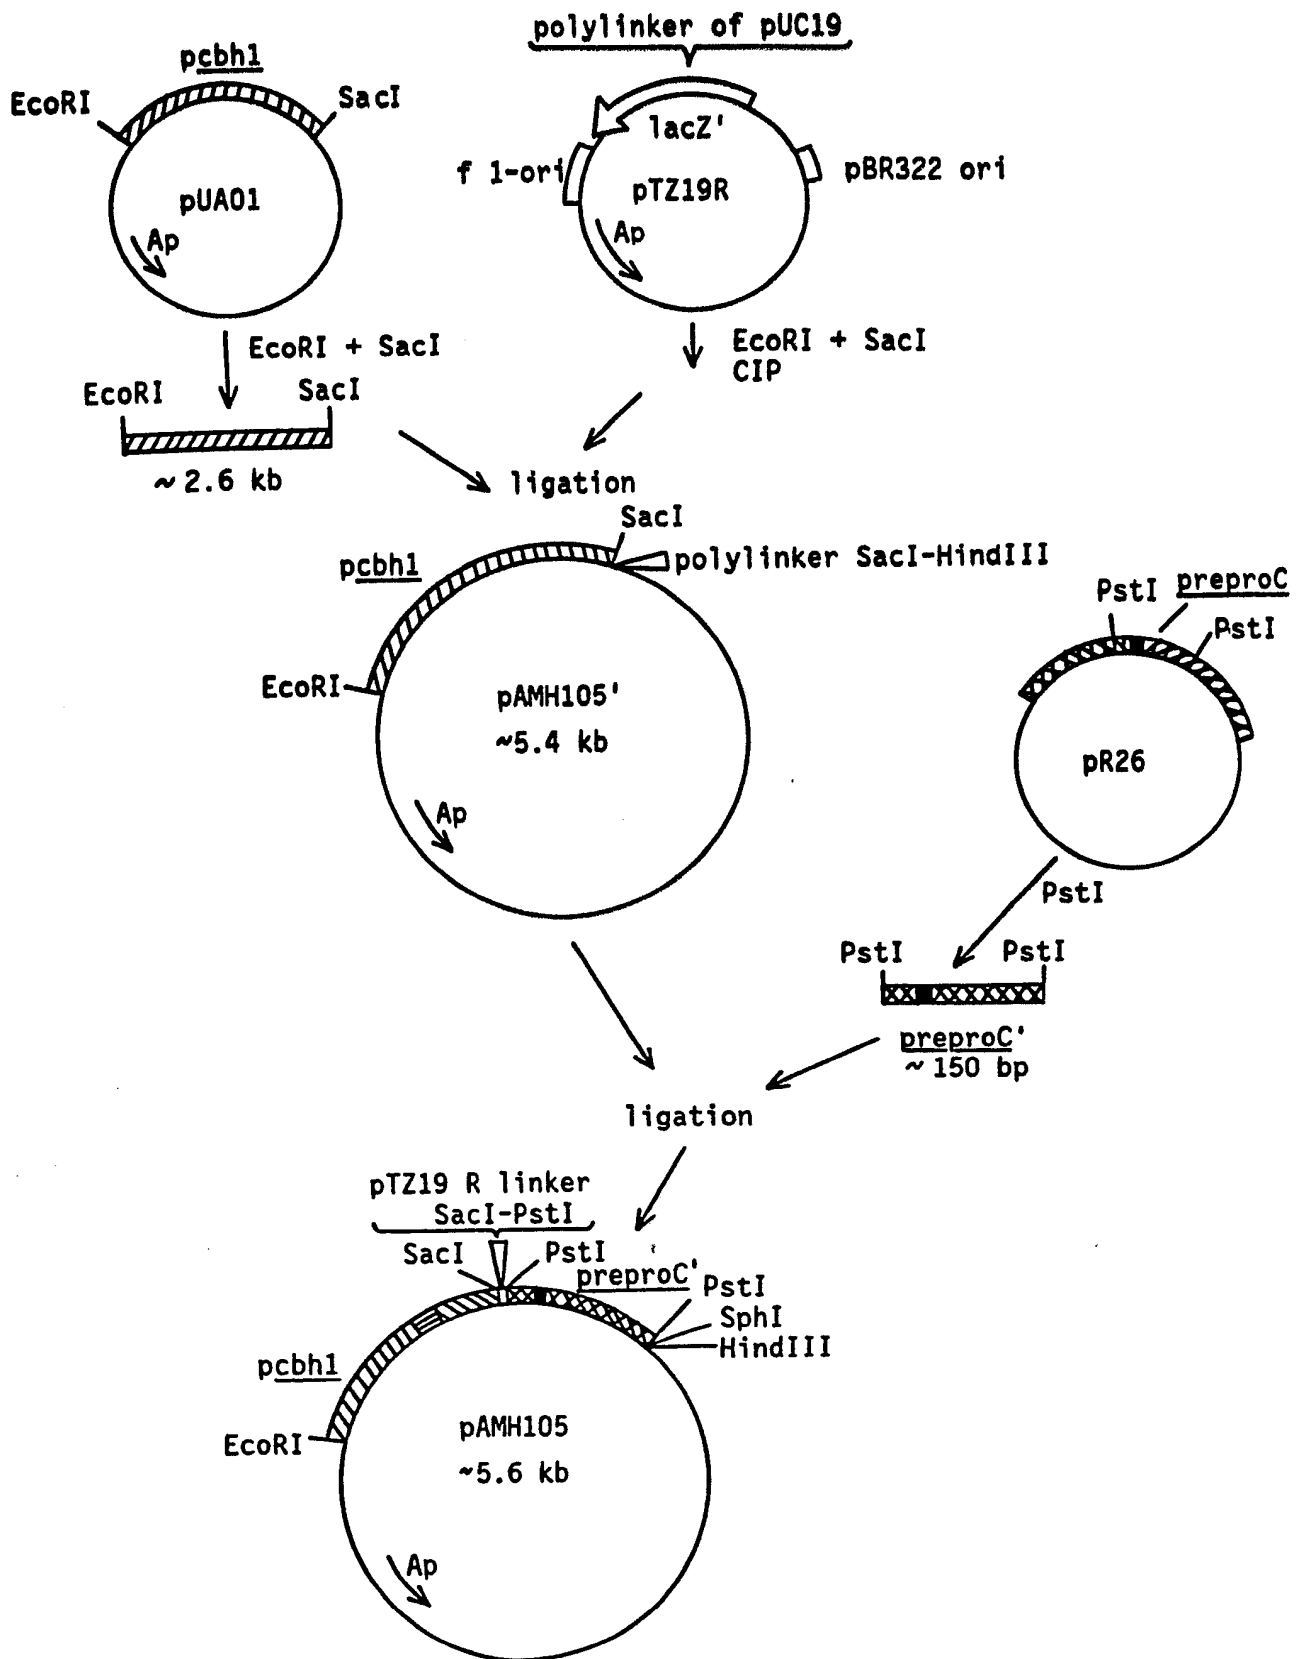 polylinker of pUC19
pcbh1
EcoRI
SacI
lacZ'
f 1-ori
pBR322 ori
pTZ19R
pUA01
Ap
Ap
EcoRI + SacI
EcoRI + SacI
CIP
EcoRI
SacI
~ 2.6 kb
ligation
SacI
polylinker SacI-HindIII
pcbh1
PstI
preproC
PstI
EcoRI
pAMH105'
~5.4 kb
pR26
Ap
PstI
PstI
PstI
preproC'
~ 150 bp
ligation
pTZ19 R linker
SacI-PstI
SacI
PstI
preproC'
PstI
SphI
HindIII
pcbh1
EcoRI
pAMH105
~5.6 kb
Ap